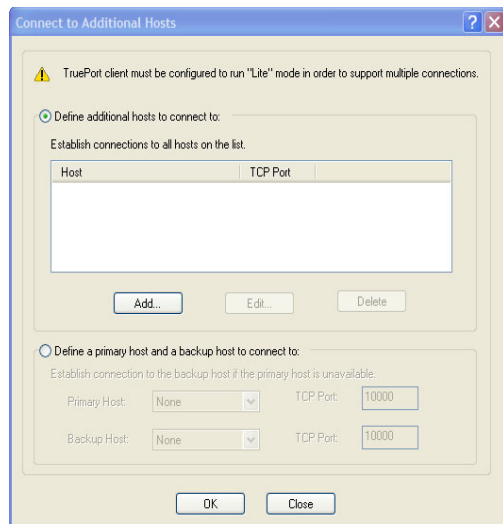 Connect to Additional Hosts
TruePort client must be configured to run "Lite" mode in order to support multiple connections.
Define additional hosts to connect to:
Establish connections to all hosts on the list.
Host TCP Port
Add... Edit... Delete
Define a primary host and a backup host to connect to:
Establish connection to the backup host if the primary host is unavailable.
Primary Host: None TCP Port: 10000
Backup Host: None TCP Port: 10000
OK Close